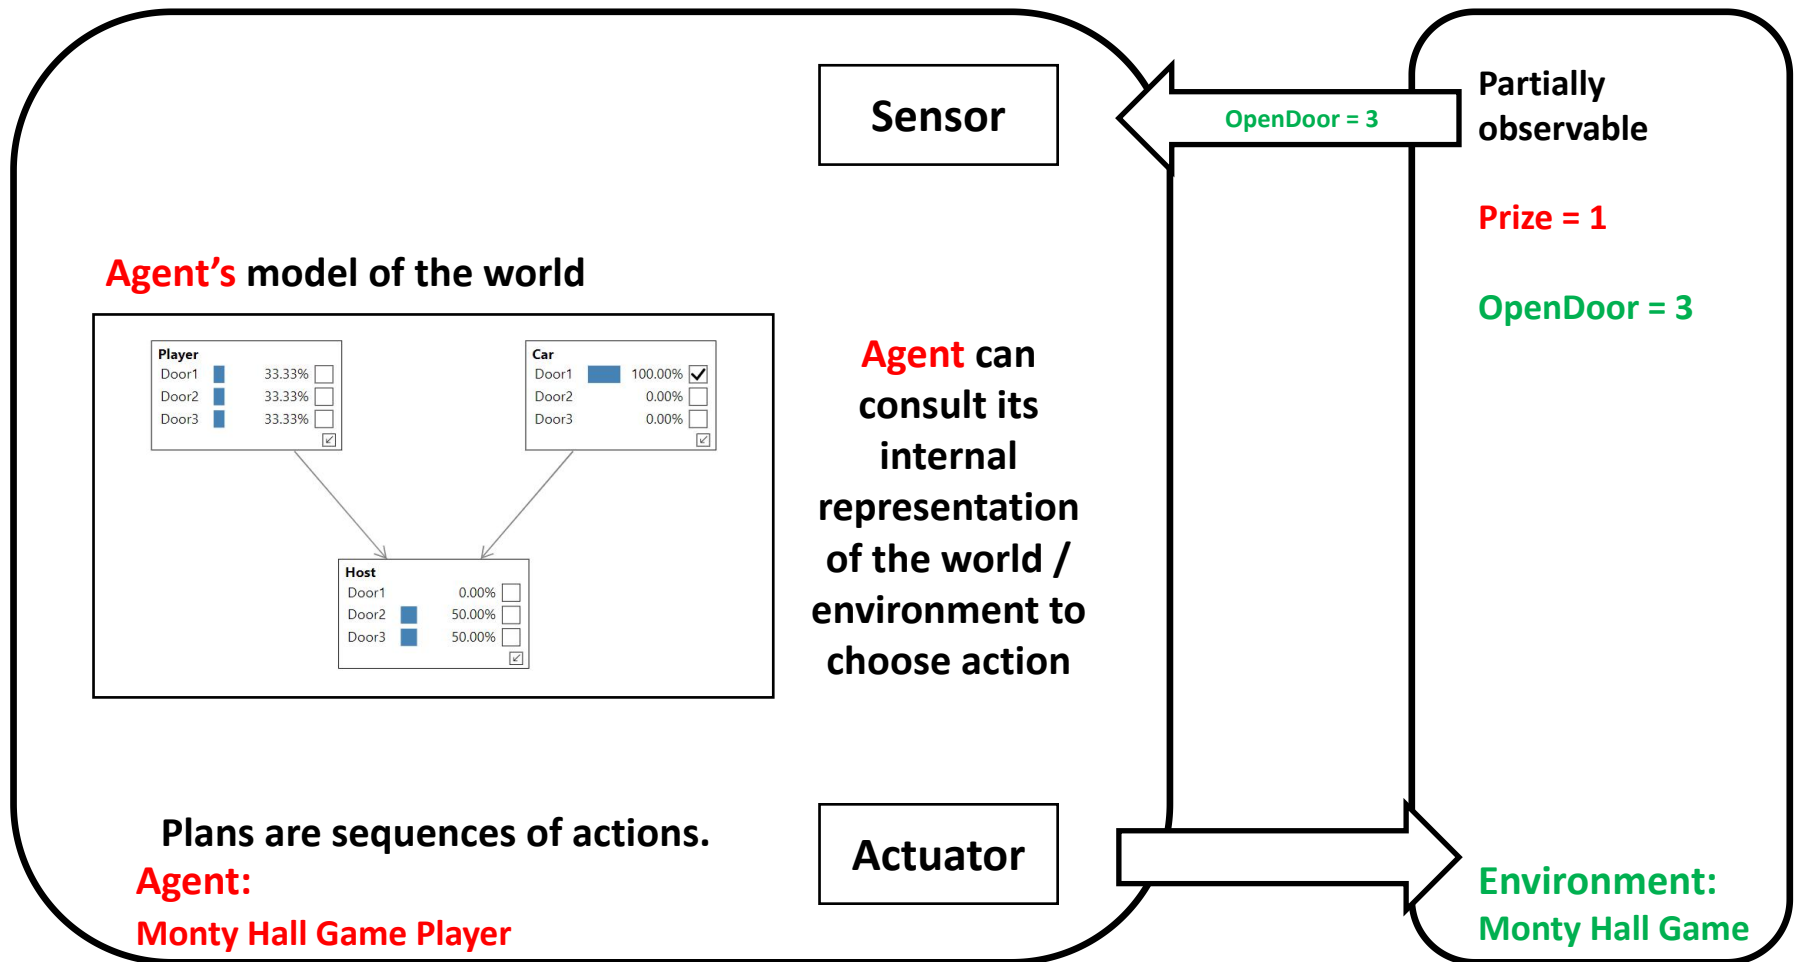 Sensor
OpenDoor = 3
Partially
observable
Prize = 1
OpenDoor = 3
Agent's model of the world
Player
Door1 33.33%
Door2 33.33%
Door3 33.33%
Car
Door1 100.00%
Door2 0.00%
Door3 0.00%
Host
Door1 0.00%
Door2 50.00%
Door3 50.00%
Agent can
consult its
internal
representation
of the world /
environment to
choose action
Plans are sequences of actions.
Agent:
Monty Hall Game Player
Actuator
Environment:
Monty Hall Game